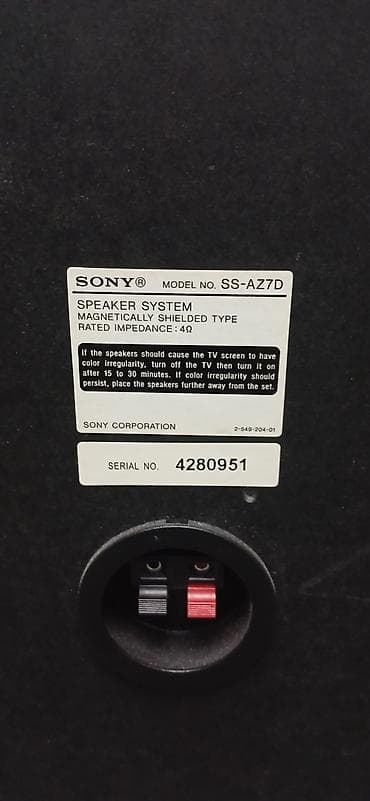 SONY® MODEL NO. SS-AZ7D
SPEAKER SYSTEM
MAGNETICALLY SHIELDED TYPE
RATED IMPEDANCE : 4Ω
If the speakers should cause the TV screen to have
color irregularity, turn off the TV then turn it on
after 15 to 30 minutes. If color irregularity should
persist, place the speakers further away from the set.
SONY CORPORATION 2-549-204-01
SERIAL NO. 4280951